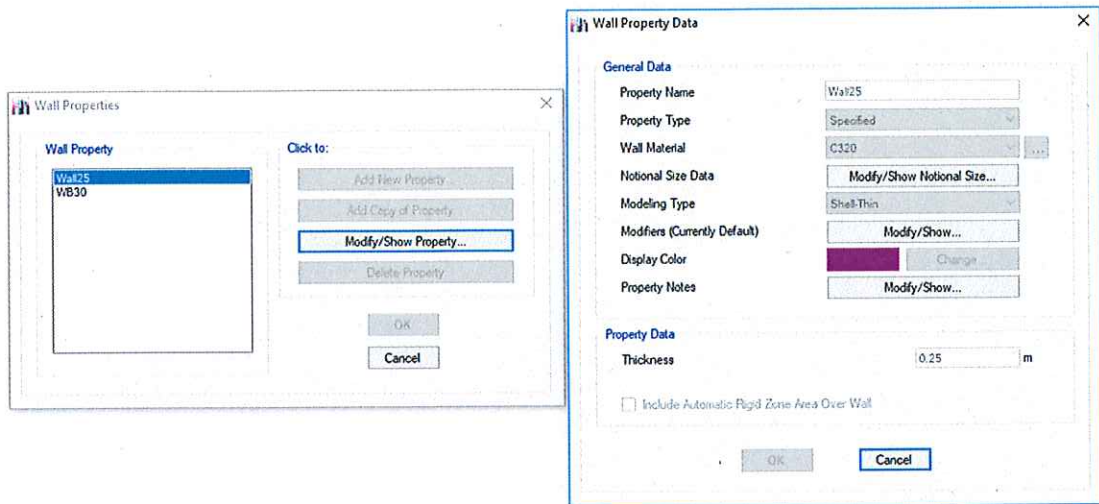 Wall Properties
Wall Property
Wall25
WB30
Click to:
Add New Property
Add Copy of Property
Modify/Show Property...
Delete Property
OK
Cancel
Wall Property Data
General Data
Property Name
Wall25
Property Type
Specified
Wall Material
C320
...
Notional Size Data
Modify/Show Notional Size...
Modeling Type
Shell-Thin
Modifiers (Currently Default)
Modify/Show...
Display Color
Change
Property Notes
Modify/Show...
Property Data
Thickness
0.25
m
Include Automatic Rigid Zone Area Over Wall
OK
Cancel